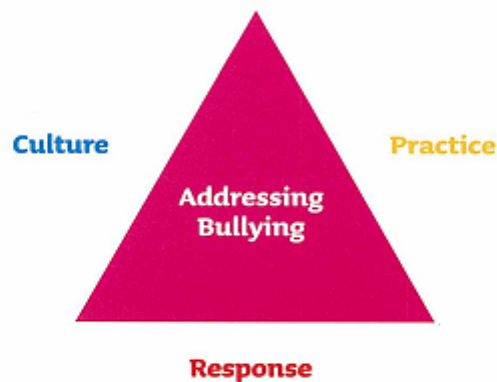 Culture
Practice
Addressing
Bullying
Response